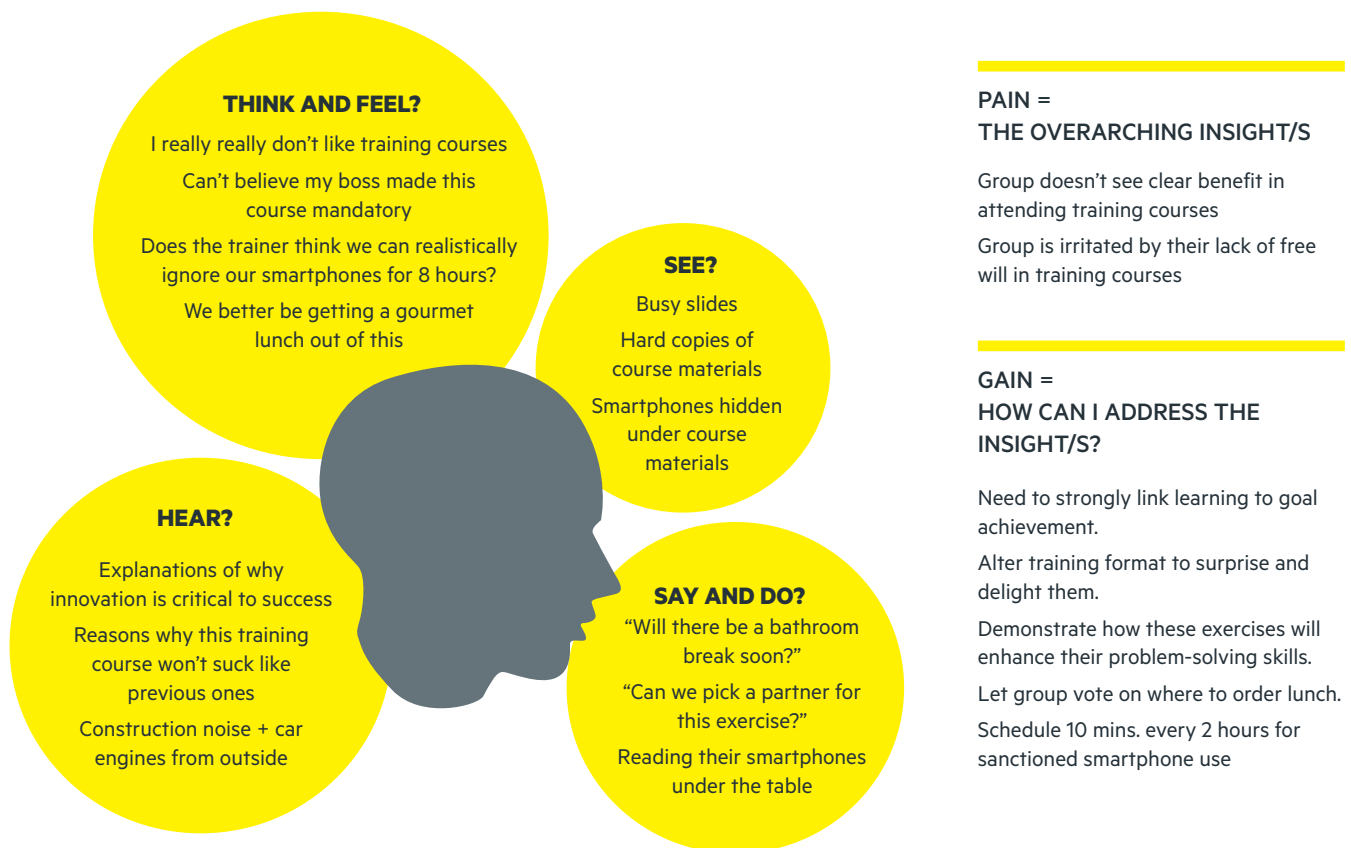 THINK AND FEEL?
I really really don’t like training courses
Can’t believe my boss made this
course mandatory
Does the trainer think we can realistically
ignore our smartphones for 8 hours?
We better be getting a gourmet
lunch out of this
SEE?
Busy slides
Hard copies of
course materials
Smartphones hidden
under course
materials
HEAR?
Explanations of why
innovation is critical to success
Reasons why this training
course won’t suck like
previous ones
Construction noise + car
engines from outside
SAY AND DO?
“Will there be a bathroom
break soon?”
“Can we pick a partner for
this exercise?”
Reading their smartphones
under the table
PAIN =
THE OVERARCHING INSIGHT/S
Group doesn’t see clear benefit in
attending training courses
Group is irritated by their lack of free
will in training courses
GAIN =
HOW CAN I ADDRESS THE
INSIGHT/S?
Need to strongly link learning to goal
achievement.
Alter training format to surprise and
delight them.
Demonstrate how these exercises will
enhance their problem-solving skills.
Let group vote on where to order lunch.
Schedule 10 mins. every 2 hours for
sanctioned smartphone use